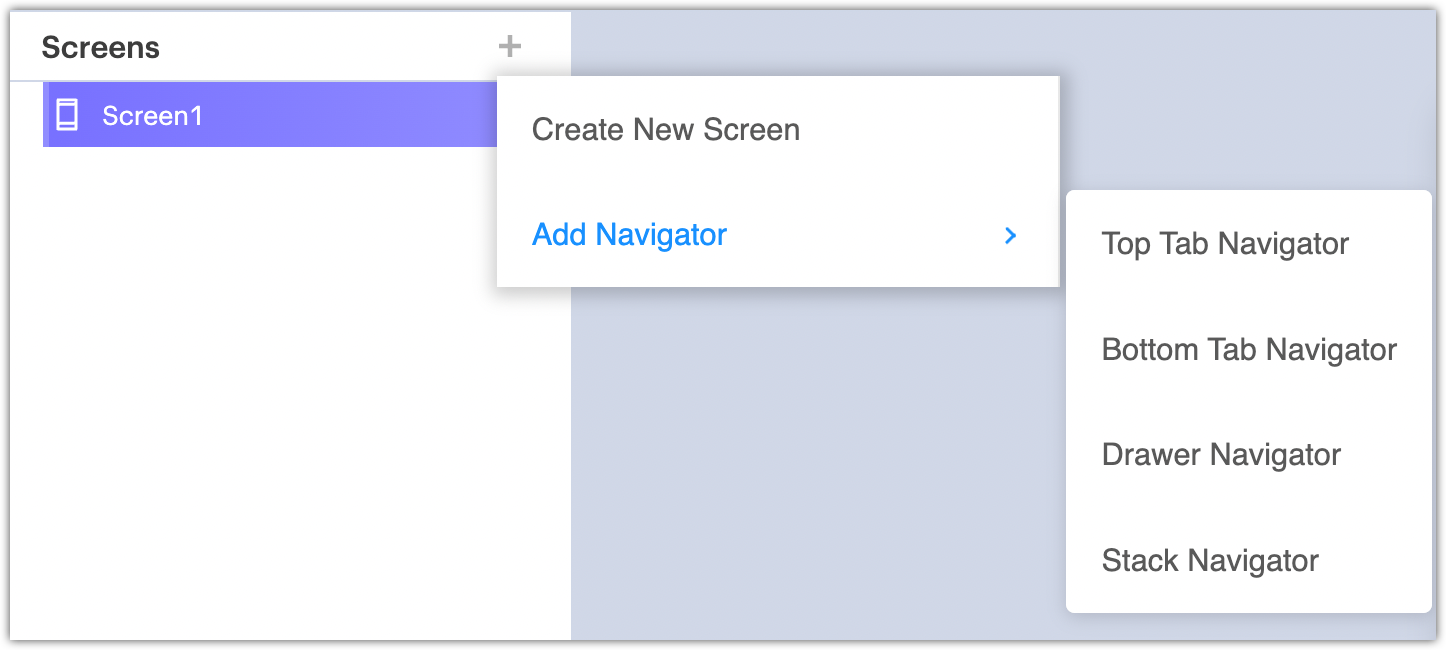 Screens
Screen1
Create New Screen
Add Navigator
Top Tab Navigator
Bottom Tab Navigator
Drawer Navigator
Stack Navigator